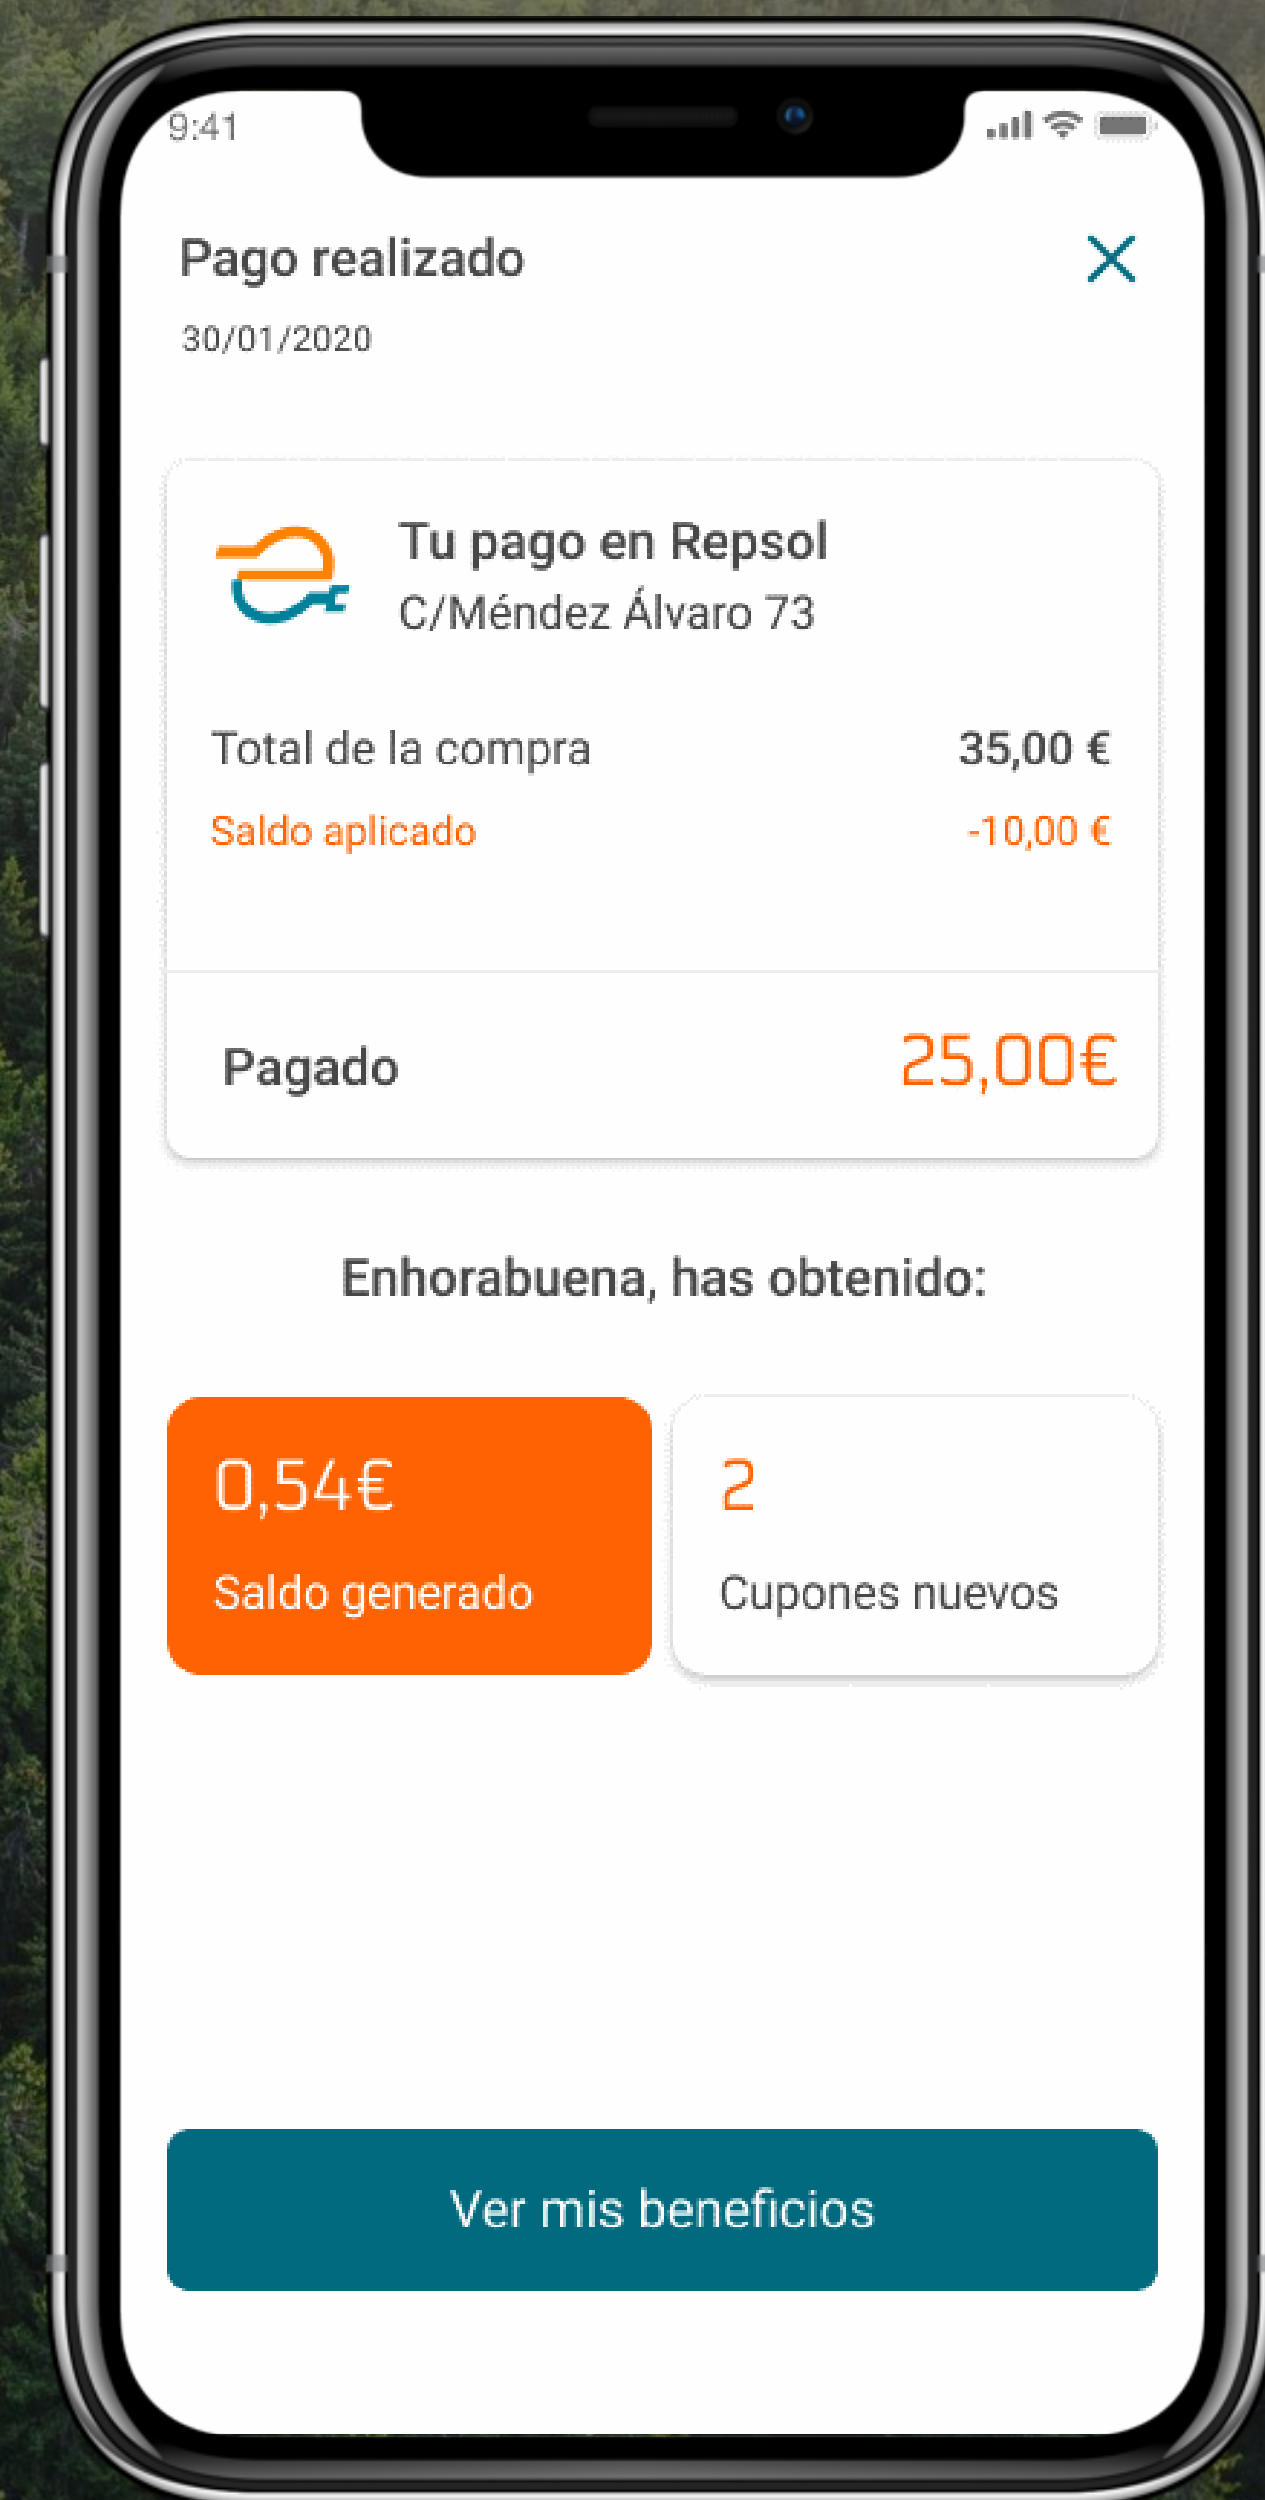 9:41
Pago realizado
30/01/2020
Tu pago en Repsol
C/Méndez Álvaro 73
Total de la compra 35,00 €
Saldo aplicado -10,00 €
Pagado 25,00€
Enhorabuena, has obtenido:
0,54€
Saldo generado
2
Cupones nuevos
Ver mis beneficios